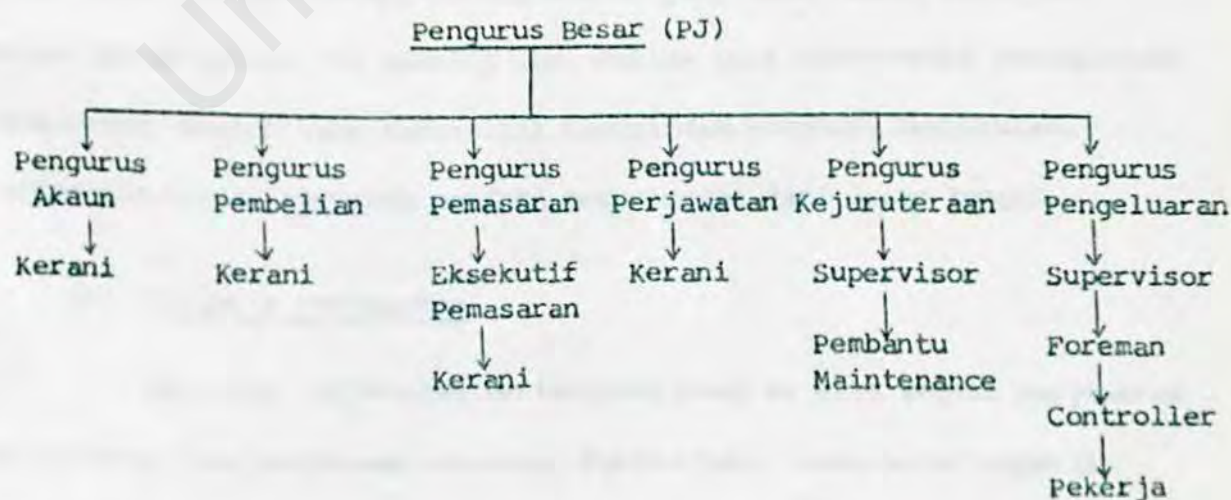 Pengurus Besar (PJ)
Pengurus Akaun
Kerani
Pengurus Pembelian
Kerani
Pengurus Pemasaran
Eksekutif Pemasaran
Kerani
Pengurus Perjawatan
Kerani
Pengurus Kejuruteraan
Supervisor
Pembantu Maintenance
Pengurus Pengeluaran
Supervisor
Foreman
Controller
Pekerja